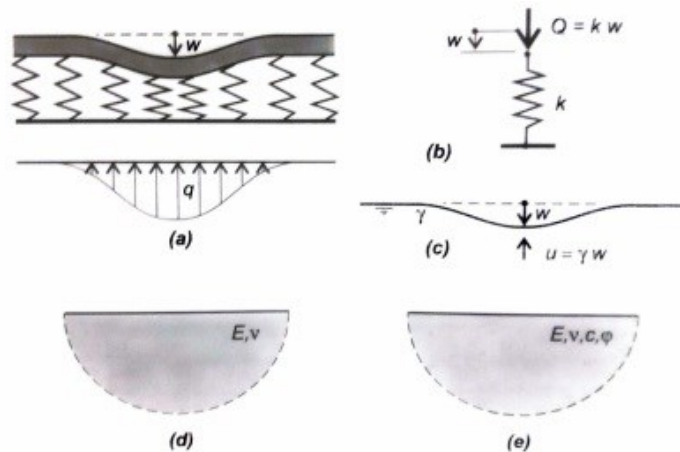 w
q
(a)
w
Q = k w
k
(b)
γ
w
u = γ w
(c)
E,ν
(d)
E,ν,c,φ
(e)